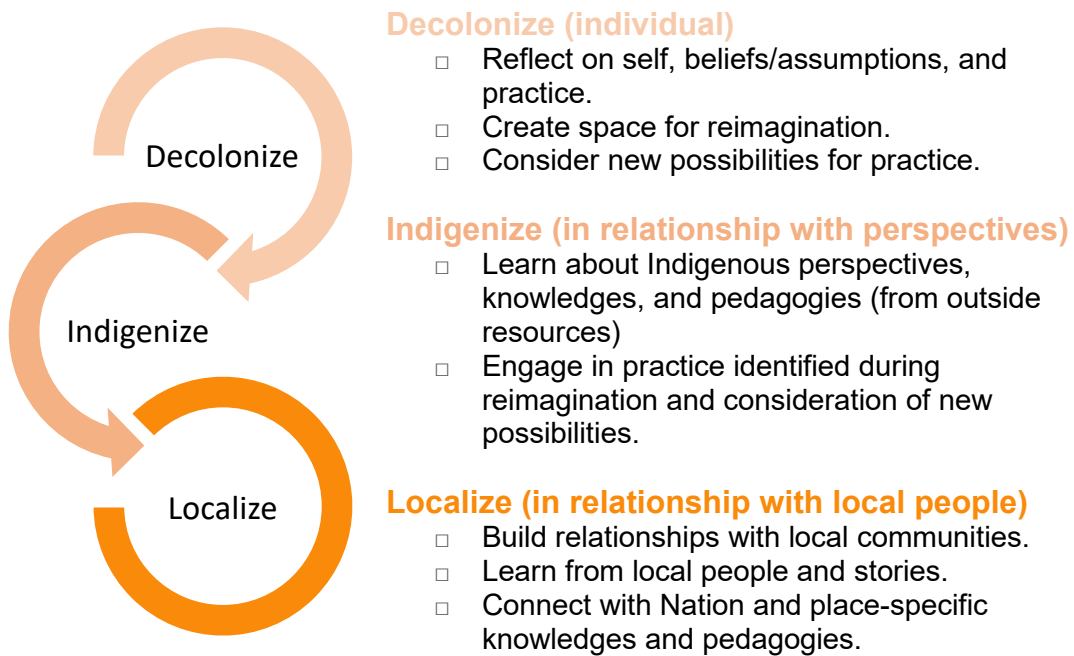 Decolonize (individual)
□ Reflect on self, beliefs/assumptions, and
practice.
□ Create space for reimagination.
□ Consider new possibilities for practice.
Decolonize
Indigenize (in relationship with perspectives)
□ Learn about Indigenous perspectives,
knowledges, and pedagogies (from outside
resources)
□ Engage in practice identified during
reimagination and consideration of new
possibilities.
Indigenize
Localize (in relationship with local people)
□ Build relationships with local communities.
□ Learn from local people and stories.
□ Connect with Nation and place-specific
knowledges and pedagogies.
Localize